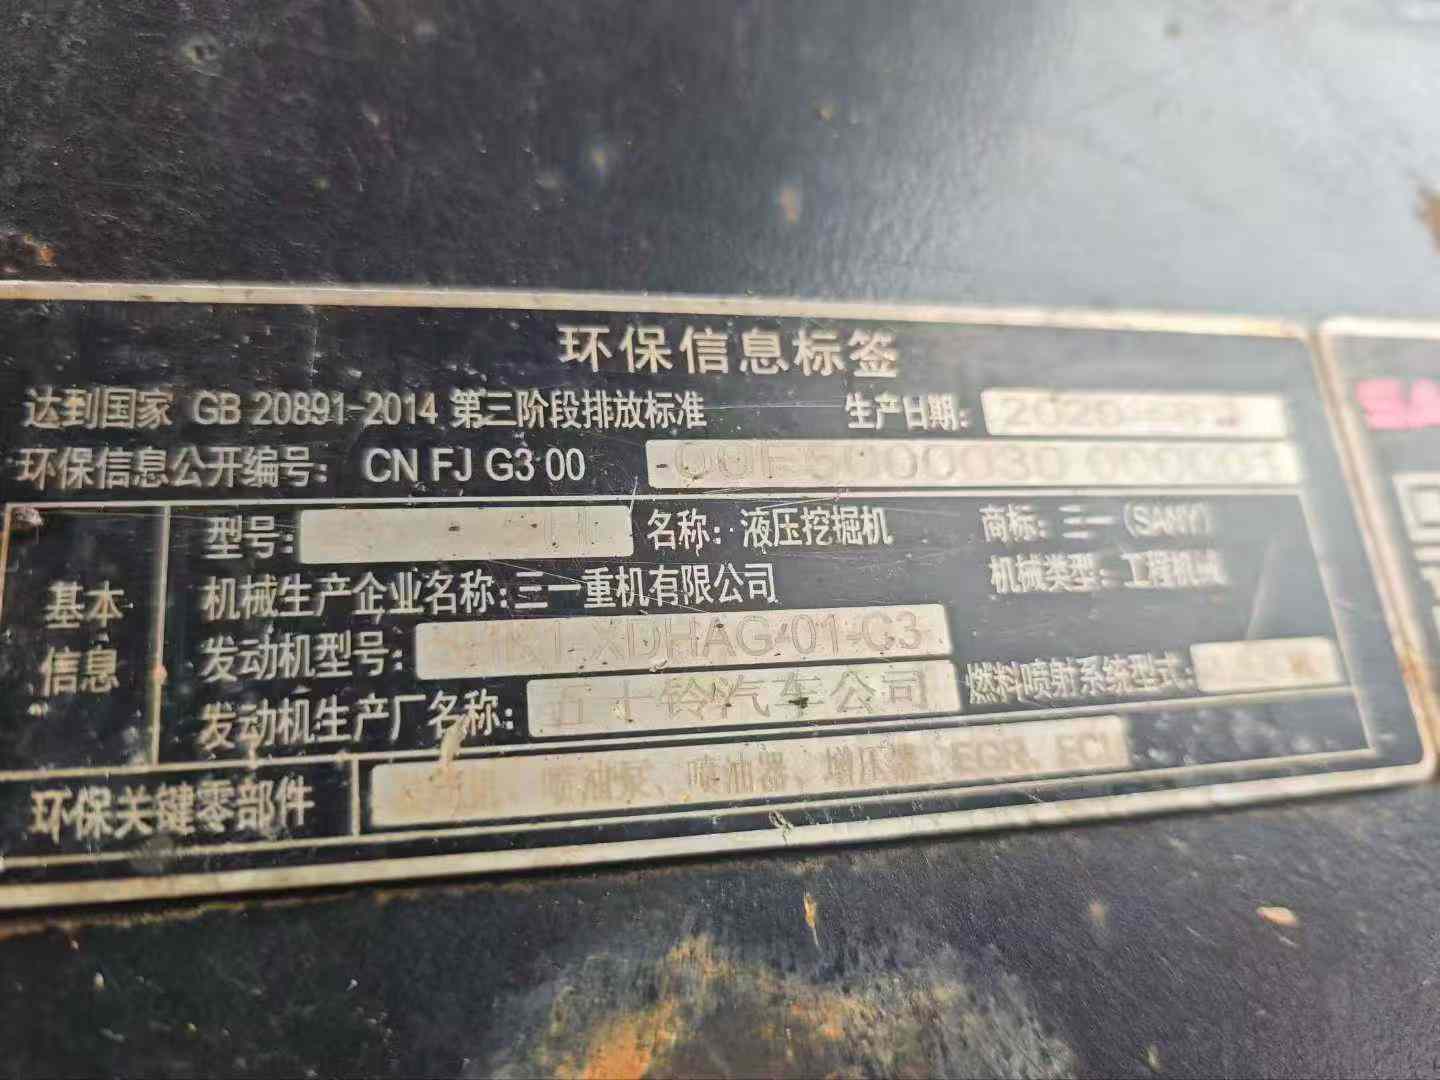 环保信息标签
达到国家 GB 20891-2014 第三阶段排放标准 生产日期:
环保信息公开编号: CN FJ G3 00
型号: 名称: 液压挖掘机 商标: 三一(SANY)
基本信息
机械生产企业名称:三一重机有限公司 机械类型: 工程机械
发动机型号: XDHAG-01-C3
发动机生产厂名称: 五十铃汽车公司 燃料喷射系统型式:
环保关键零部件 喷油泵、喷油器、增压器、EGR、ECU